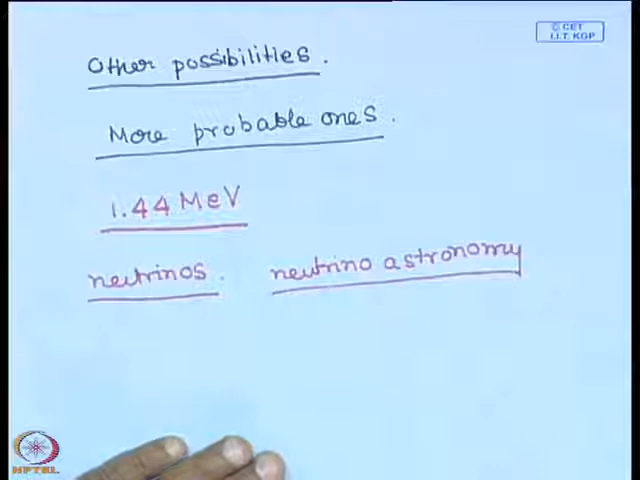 © CET
I.I.T. KGP
Other possibilities.
More probable ones.
1.44 MeV
neutrinos. neutrino astronomy
NPTEL